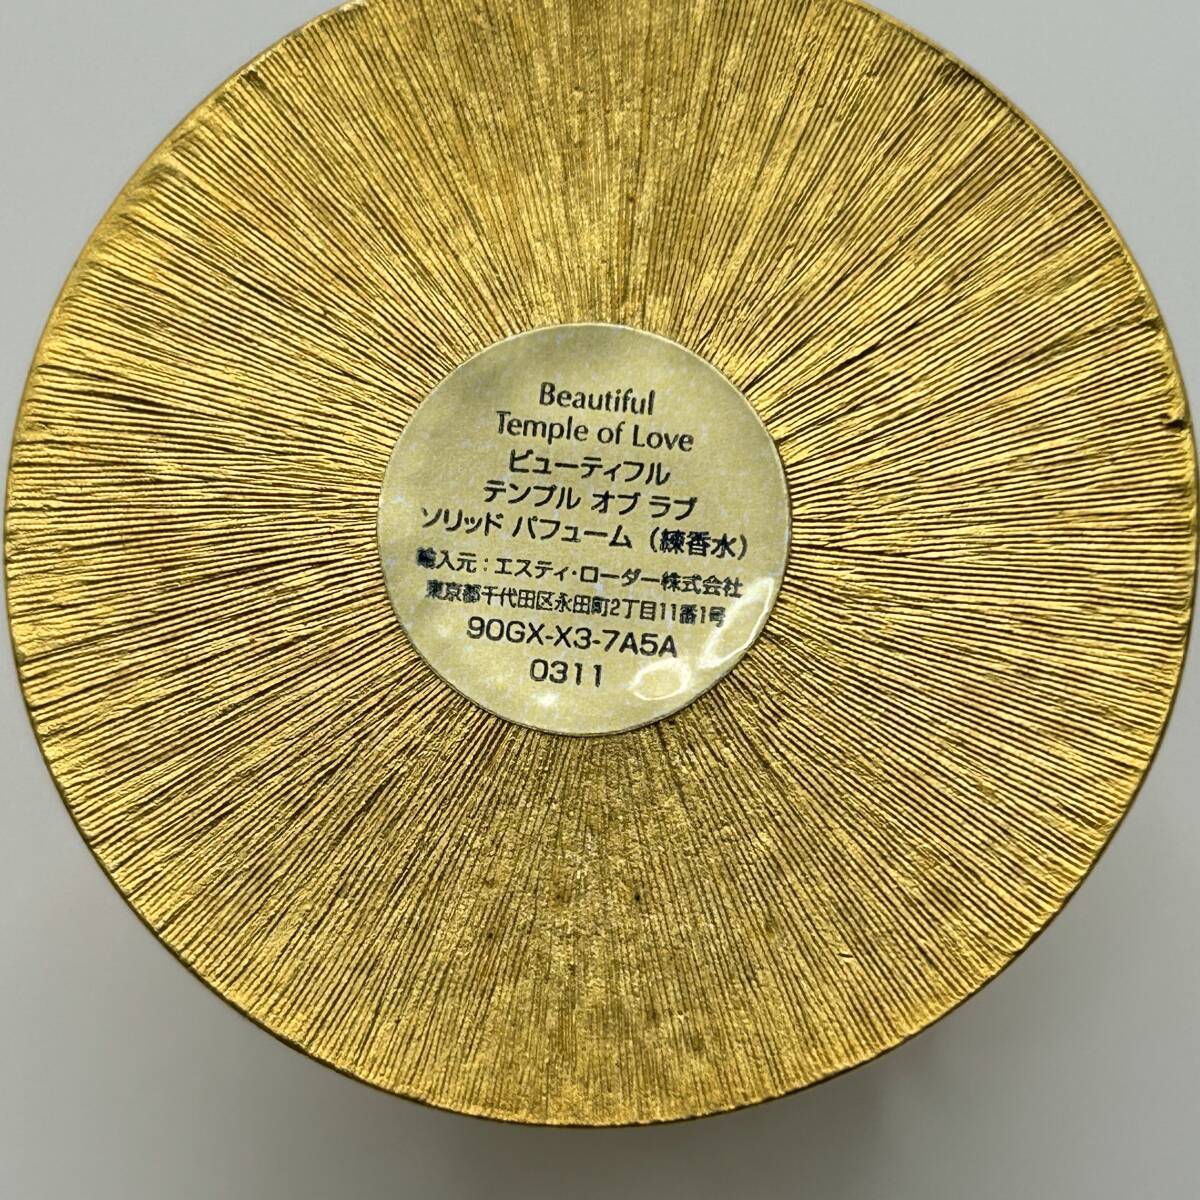 Beautiful
Temple of Love
ビューティフル
テンプル オブ ラブ
ソリッド パフューム（練香水）
輸入元：エスティ・ローダー株式会社
東京都千代田区永田町2丁目11番1号
90GX-X3-7A5A
0311